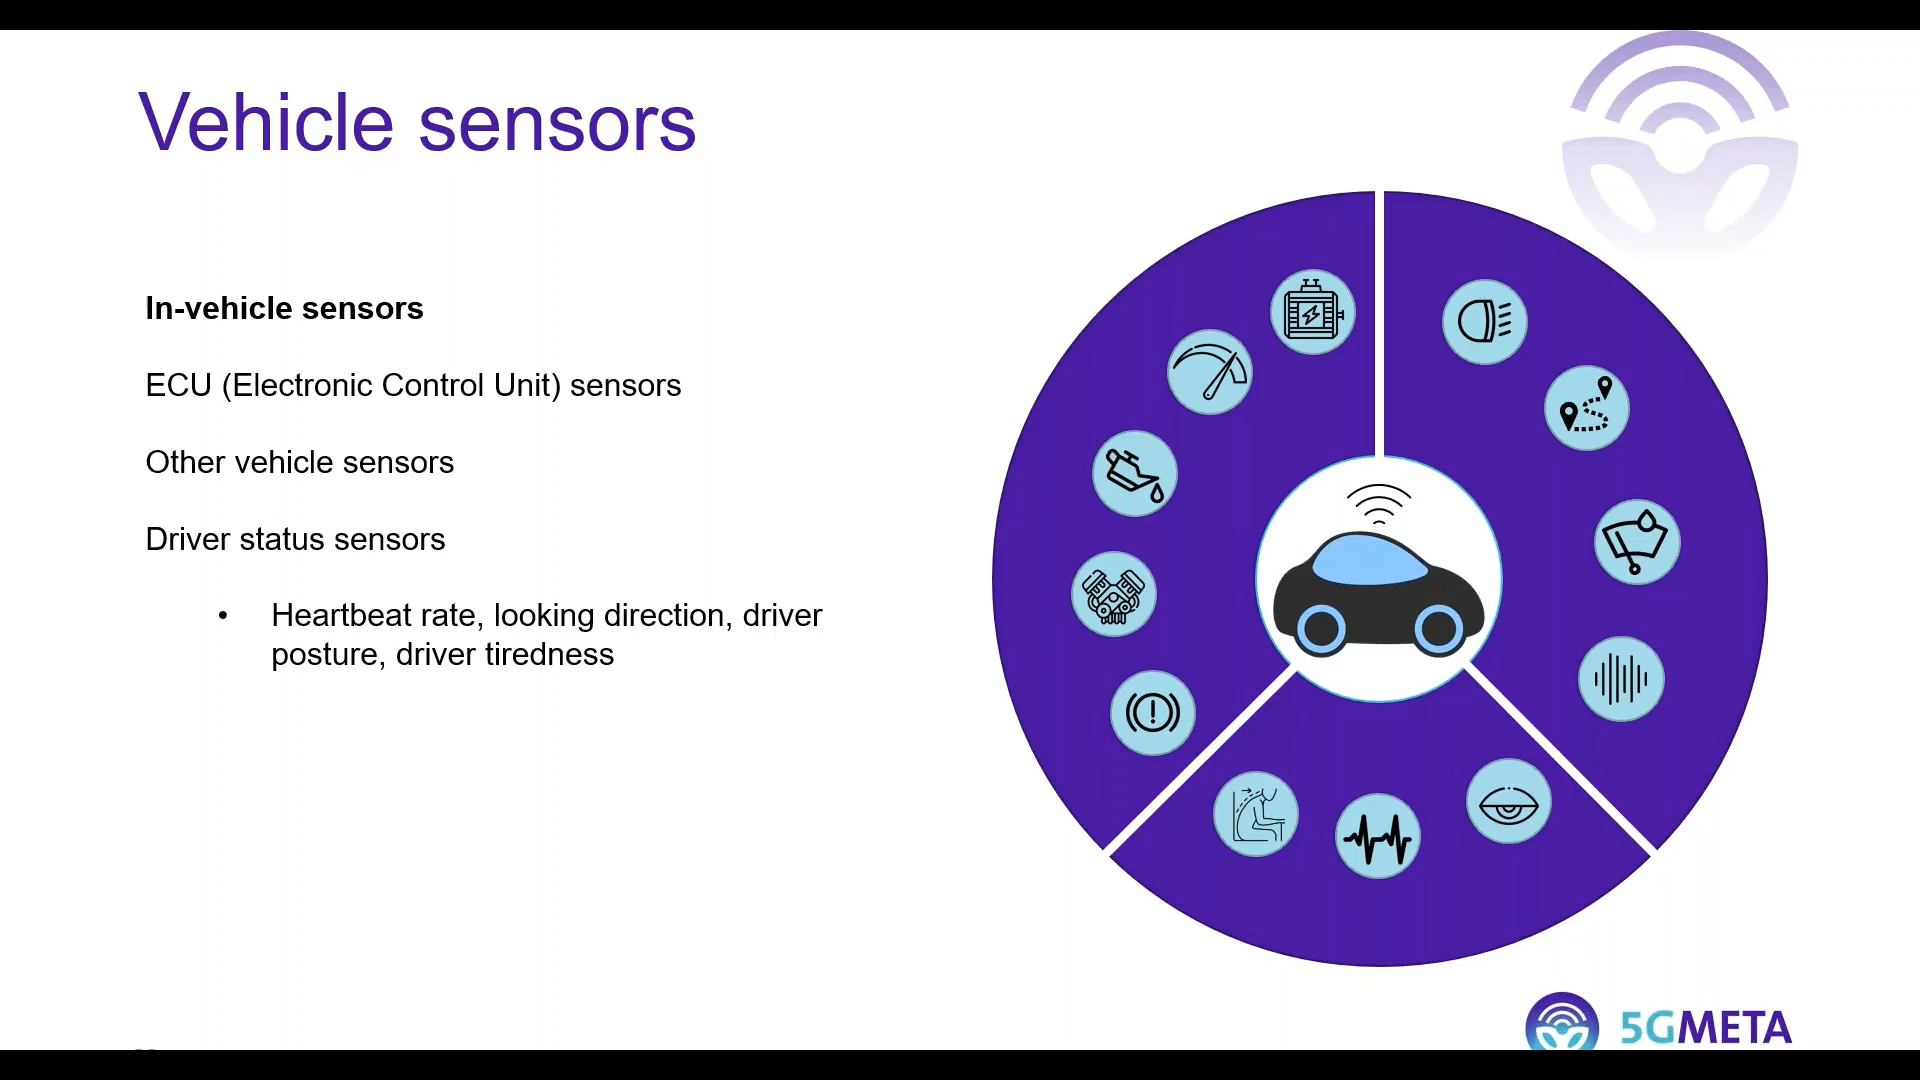 Vehicle sensors
In-vehicle sensors
ECU (Electronic Control Unit) sensors
Other vehicle sensors
Driver status sensors
• Heartbeat rate, looking direction, driver
posture, driver tiredness
5GMETA